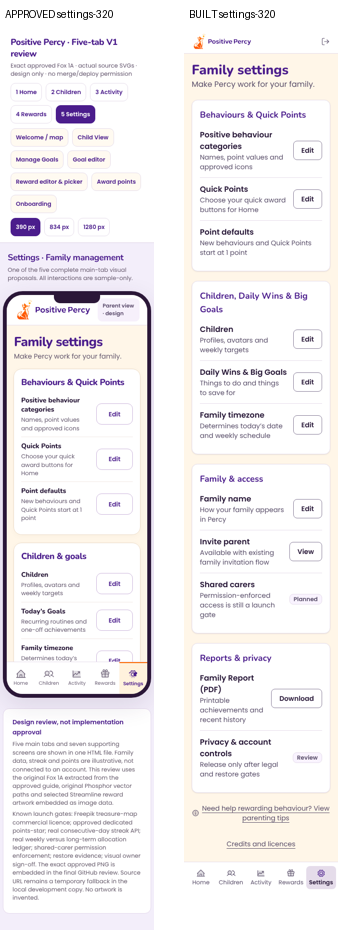 APPROVED settings-320
Positive Percy · Five-tab V1
review
Exact approved Fox 1A · actual source SVGs ·
design only · no merge/deploy permission
1 Home
2 Children
3 Activity
4 Rewards
5 Settings
Welcome / map
Child View
Manage Goals
Goal editor
Reward editor & picker
Award points
Onboarding
390 px
834 px
1280 px
Settings · Family management
One of the five complete main-tab visual
proposals. All interactions are sample-only.
Positive Percy
Parent view
· design
Family settings
Make Percy work for your family.
Behaviours & Quick Points
Positive behaviour
categories
Names, point values
and approved icons
Edit
Quick Points
Choose your quick
award buttons for
Home
Edit
Point defaults
New behaviours and
Quick Points start at 1
point
Edit
Children & goals
Children
Profiles, avatars and
weekly targets
Edit
Today's Goals
Recurring routines and
one-off achievements
Edit
Family timezone
Determines today's
Edit
Home
Children
Activity
Rewards
Settings
Design review, not implementation
approval
Five main tabs and seven supporting
screens are shown in one HTML file. Family
data, streak and points are illustrative, not
connected to an account. This review uses
the original Fox 1A extracted from the
approved guide, original Phosphor vector
paths and selected Streamline reward
artwork embedded as image data.
Known launch gates: Freepik treasure-map
commercial licence; approved dedicated
points-star; real consecutive-day streak API;
real weekly versus long-term allocation
ledger; shared-carer permission
enforcement; restore evidence; visual owner
sign-off. The exact approved PNG is
embedded in the final GitHub review. Source
URL remains a temporary fallback in the
local development copy. No artwork is
invented.
BUILT settings-320
Positive Percy
Family settings
Make Percy work for your family.
Behaviours & Quick Points
Positive behaviour
categories
Names, point values and
approved icons
Edit
Quick Points
Choose your quick award
buttons for Home
Edit
Point defaults
New behaviours and Quick Points
start at 1 point
Children, Daily Wins & Big
Goals
Children
Profiles, avatars and
weekly targets
Edit
Daily Wins & Big Goals
Things to do and things
to save for
Edit
Family timezone
Determines today's date
and weekly schedule
Edit
Family & access
Family name
How your family appears
in Percy
Edit
Invite parent
Available with existing
family invitation flow
View
Shared carers
Permission-enforced
access is still a launch
gate
Planned
Reports & privacy
Family Report
(PDF)
Printable
achievements and
recent history
Download
Privacy & account
controls
Release only after legal
and restore gates
Review
Need help rewarding behaviour? View
parenting tips
Credits and licences
Home
Children
Activity
Rewards
Settings